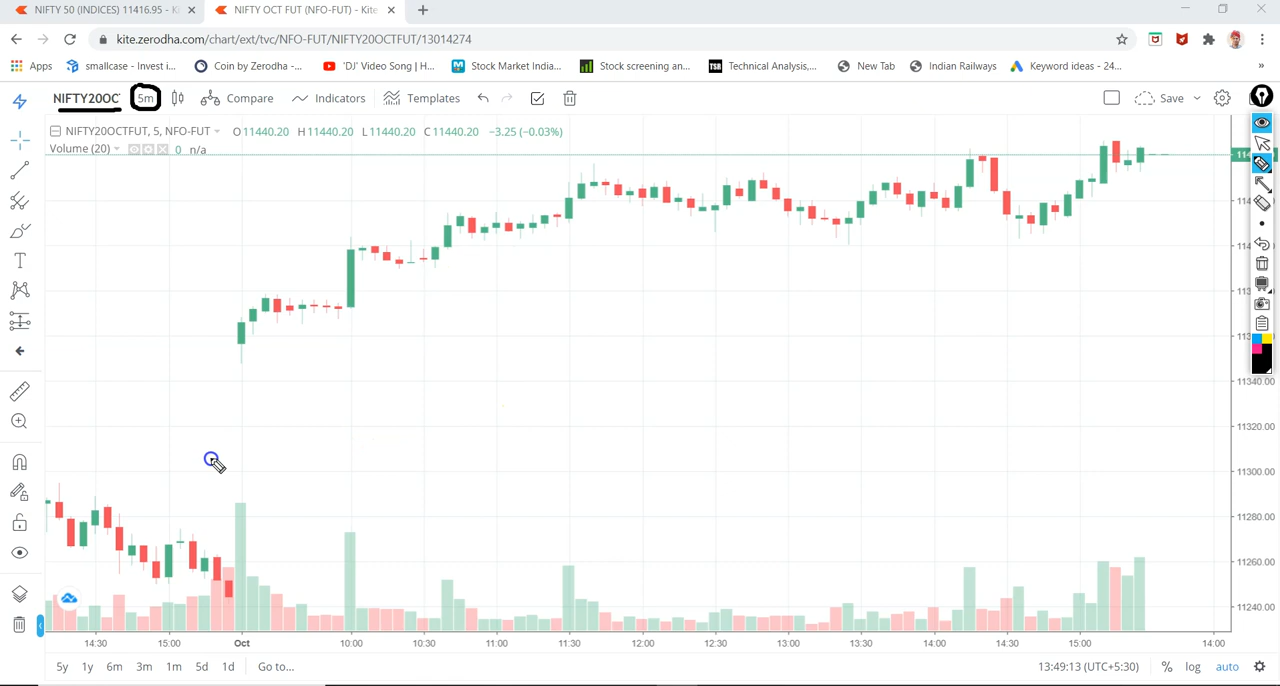 NIFTY 50 (INDICES) 11416.95 - Ki
NIFTY OCT FUT (NFO-FUT) - Kite
kite.zerodha.com/chart/ext/tvc/NFO-FUT/NIFTY20OCTFUT/13014274
Apps smallcase - Invest i... Coin by Zerodha -... 'DJ' Video Song | H... Stock Market India... Stock screening an... TSR Technical Analysis,... New Tab Indian Railways Keyword ideas - 24... »
NIFTY20OC 5m Compare Indicators Templates Save
NIFTY20OCTFUT, 5, NFO-FUT O 11440.20 H 11440.20 L 11440.20 C 11440.20 −3.25 (−0.03%)
Volume (20) 0 n/a
11340.00
11320.00
11300.00
11280.00
11260.00
11240.00
14:30 15:00 Oct 10:00 10:30 11:00 11:30 12:00 12:30 13:00 13:30 14:00 14:30 15:00 14:00
5y 1y 6m 3m 1m 5d 1d Go to... 13:49:13 (UTC+5:30) % log auto